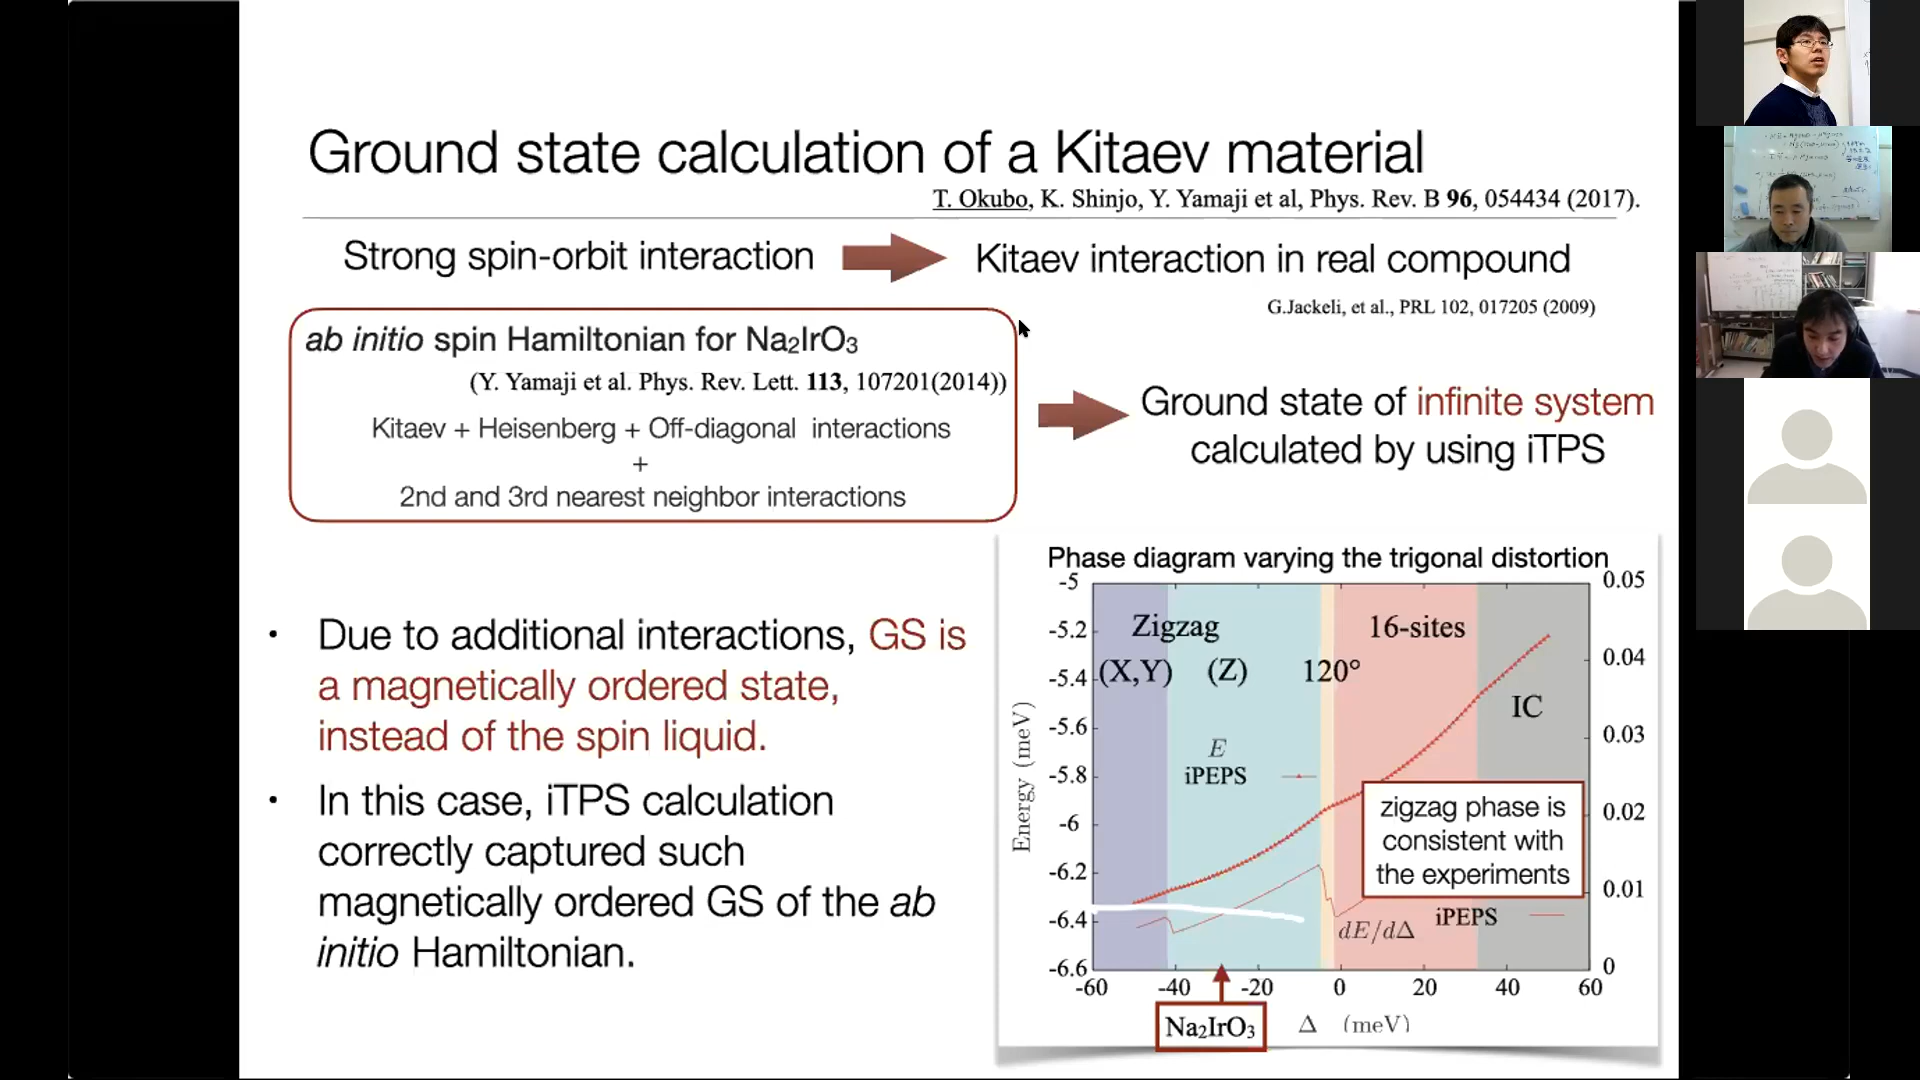 Ground state calculation of a Kitaev material
T. Okubo, K. Shinjo, Y. Yamaji et al, Phys. Rev. B 96, 054434 (2017).
Strong spin-orbit interaction
Kitaev interaction in real compound
G.Jackeli, et al., PRL 102, 017205 (2009)
ab initio spin Hamiltonian for Na₂IrO₃
(Y. Yamaji et al. Phys. Rev. Lett. 113, 107201(2014))
Kitaev + Heisenberg + Off-diagonal interactions
+
2nd and 3rd nearest neighbor interactions
Ground state of infinite system
calculated by using iTPS
• Due to additional interactions, GS is
a magnetically ordered state,
instead of the spin liquid.
• In this case, iTPS calculation
correctly captured such
magnetically ordered GS of the ab
initio Hamiltonian.
Phase diagram varying the trigonal distortion
-5
-5.2
-5.4
-5.6
-5.8
-6
-6.2
-6.4
-6.6
Energy (meV)
0.05
0.04
0.03
0.02
0.01
0
Zigzag
(X,Y) (Z)
120°
16-sites
IC
E
iPEPS
zigzag phase is
consistent with
the experiments
dE/dΔ iPEPS
-60 -40 -20 0 20 40 60
Na₂IrO₃
Δ (meV)